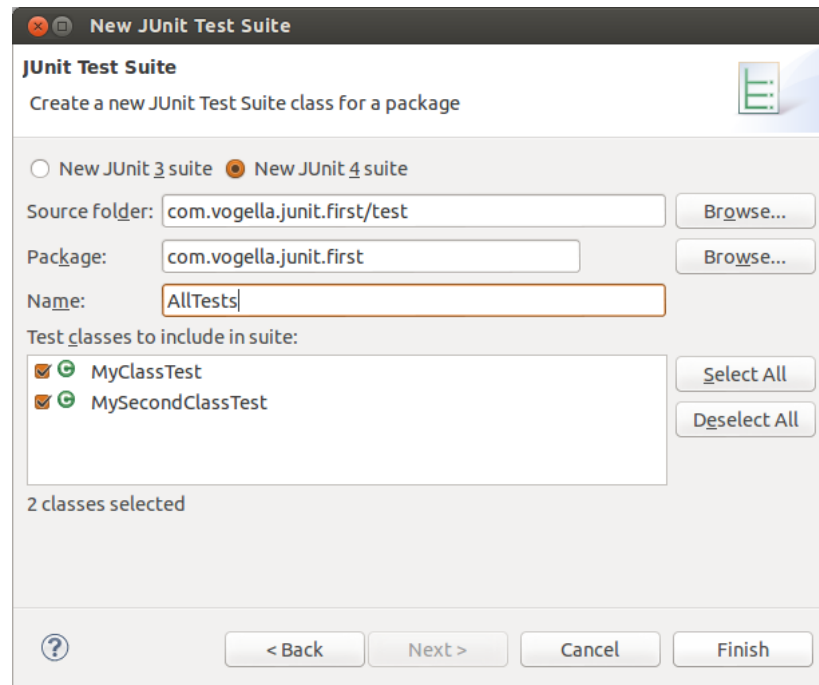 New JUnit Test Suite
JUnit Test Suite
Create a new JUnit Test Suite class for a package
New JUnit 3 suite New JUnit 4 suite
Source folder: com.vogella.junit.first/test Browse...
Package: com.vogella.junit.first Browse...
Name: AllTests
Test classes to include in suite:
C MyClassTest Select All
C MySecondClassTest Deselect All
2 classes selected
? < Back Next > Cancel Finish